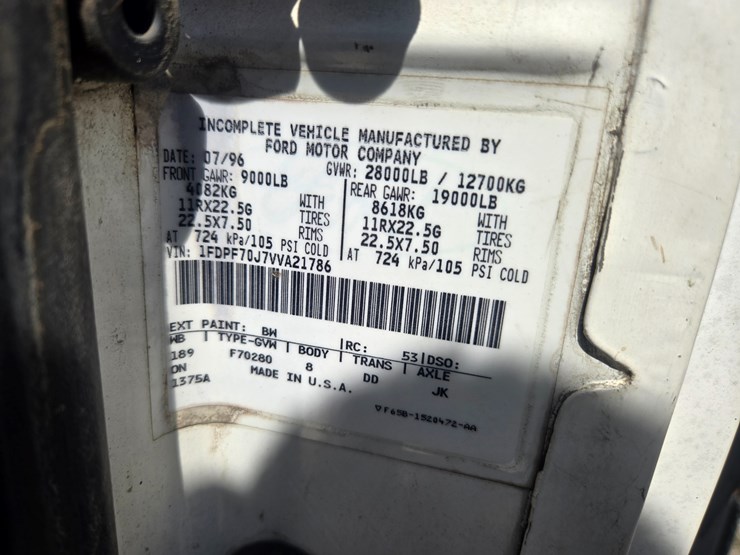 INCOMPLETE VEHICLE MANUFACTURED BY
FORD MOTOR COMPANY
DATE: 07/96 GVWR: 28000LB / 12700KG
FRONT GAWR: 9000LB REAR GAWR: 19000LB
4082KG WITH 8618KG WITH
11RX22.5G TIRES 11RX22.5G TIRES
22.5X7.50 RIMS 22.5X7.50 RIMS
AT 724 kPa/105 PSI COLD AT 724 kPa/105 PSI COLD
VIN: 1FDPF70J7VVA21786
EXT PAINT: BW RC: 53 DSO:
WB TYPE-GVW BODY TRANS AXLE
189 F70280 8 DD JK
ON MADE IN U.S.A.
1375A
F65B-1520472-AA